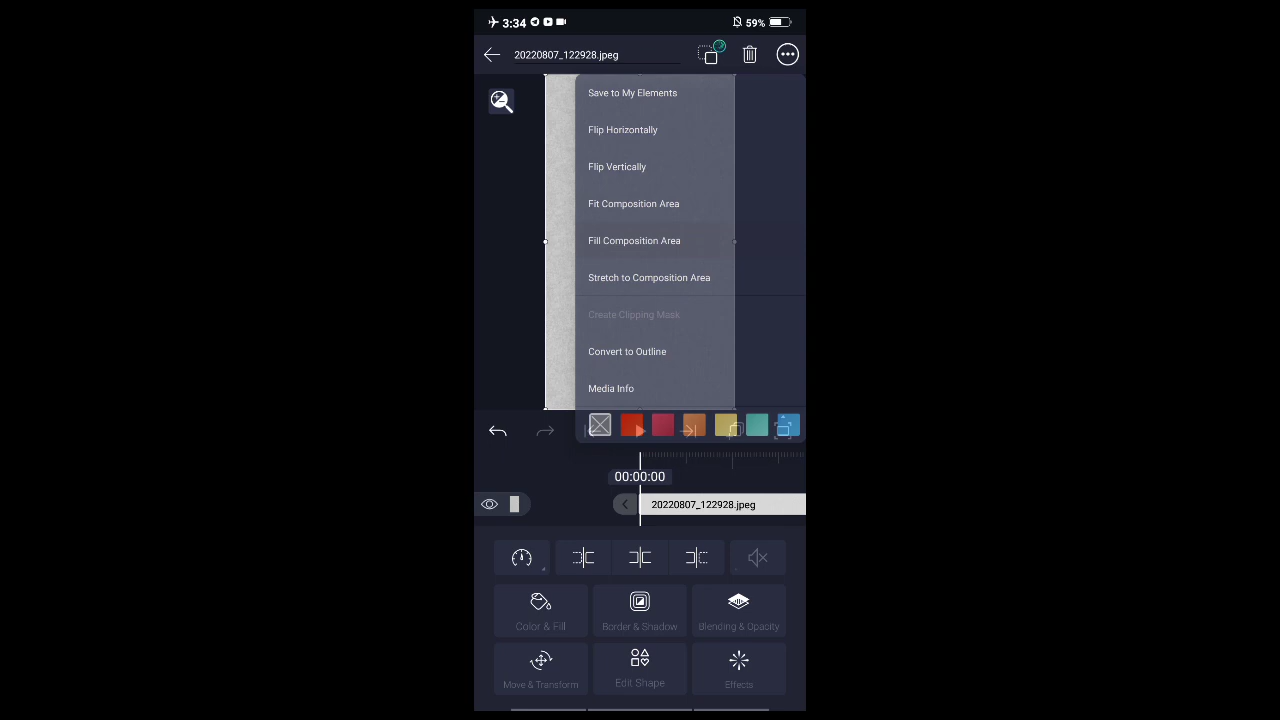 3:34
59%
20220807_122928.jpeg
Save to My Elements
Flip Horizontally
Flip Vertically
Fit Composition Area
Fill Composition Area
Stretch to Composition Area
Create Clipping Mask
Convert to Outline
Media Info
00:00:00
20220807_122928.jpeg
Color & Fill
Border & Shadow
Blending & Opacity
Move & Transform
Edit Shape
Effects